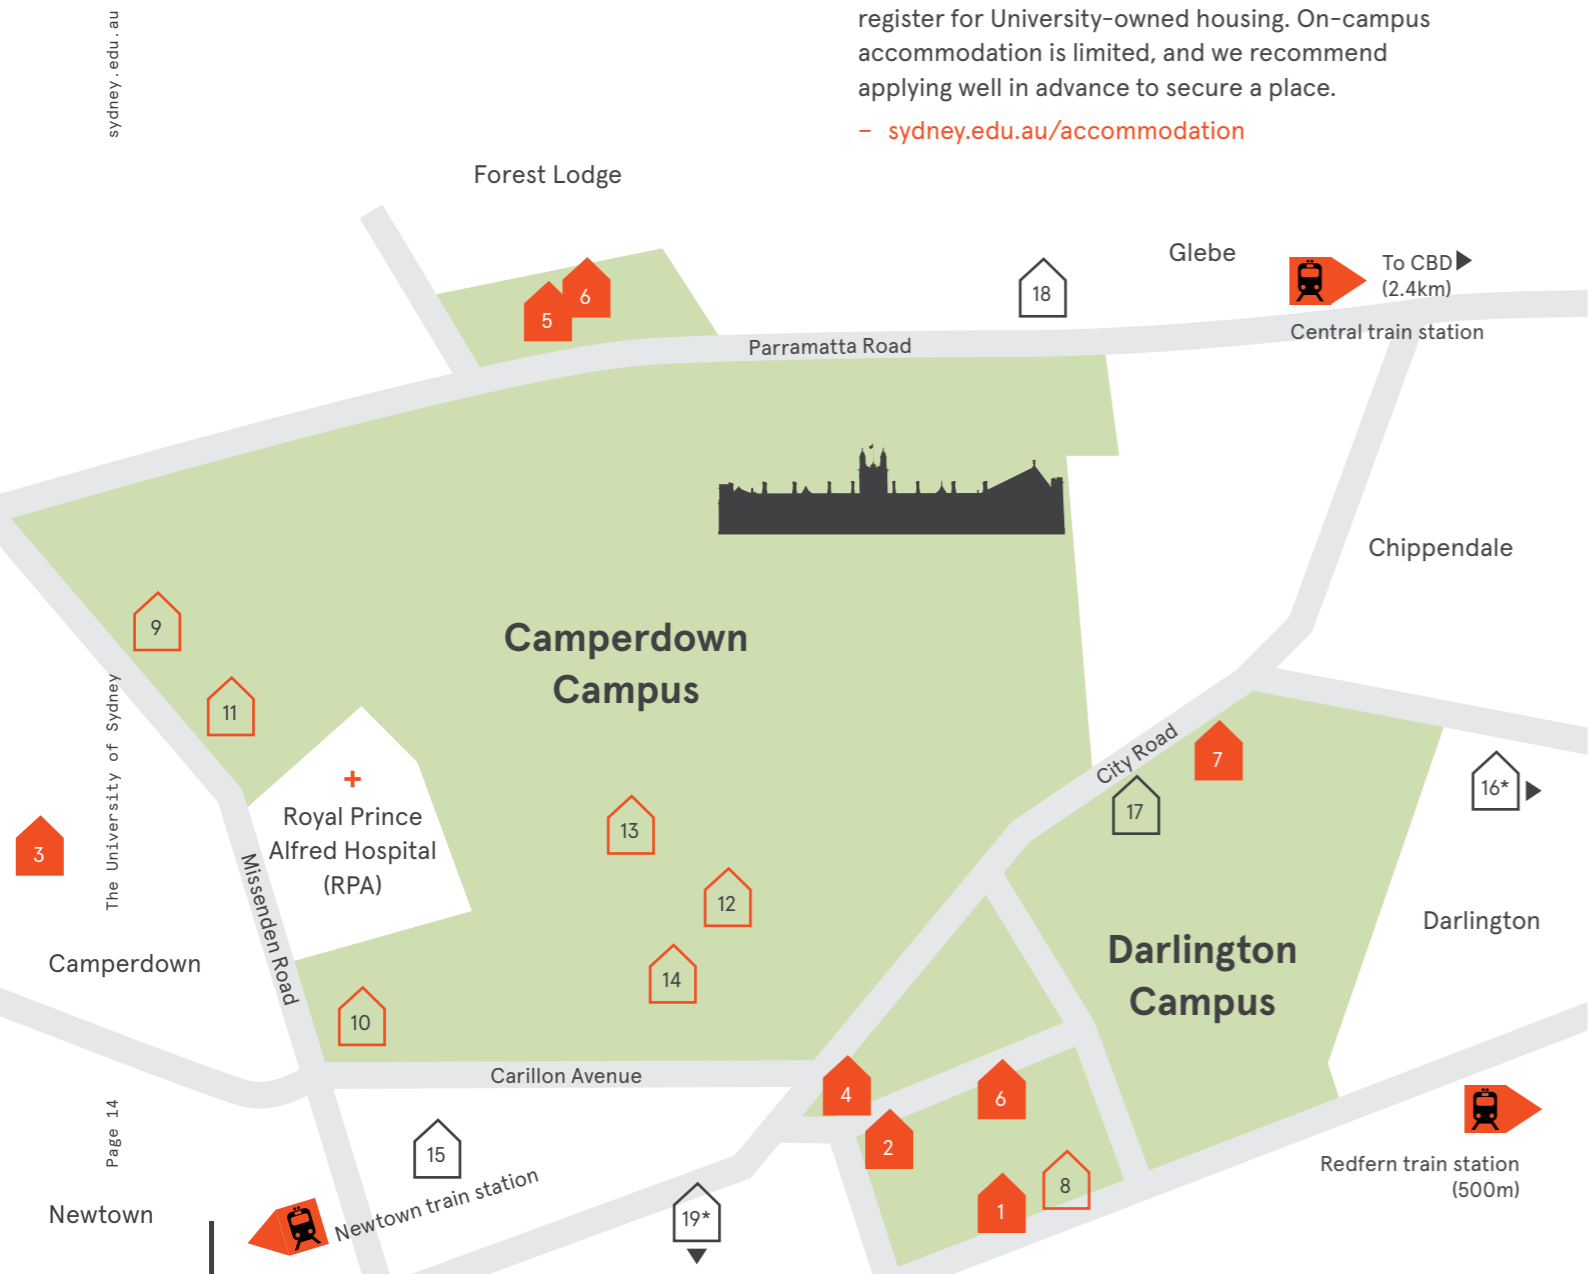 sydney.edu.au
register for University-owned housing. On-campus
accommodation is limited, and we recommend
applying well in advance to secure a place.
– sydney.edu.au/accommodation
Forest Lodge
Glebe
To CBD
(2.4km)
6
5
18
Central train station
Parramatta Road
Chippendale
9
Camperdown
Campus
11
The University of Sydney
City Road
7
16*
17
Royal Prince
Alfred Hospital
(RPA)
13
3
Missenden Road
12
Darlington
Darlington
Campus
Camperdown
14
10
Carillon Avenue
4
6
2
Page 14
15
Redfern train station
(500m)
8
1
Newtown
Newtown train station
19*